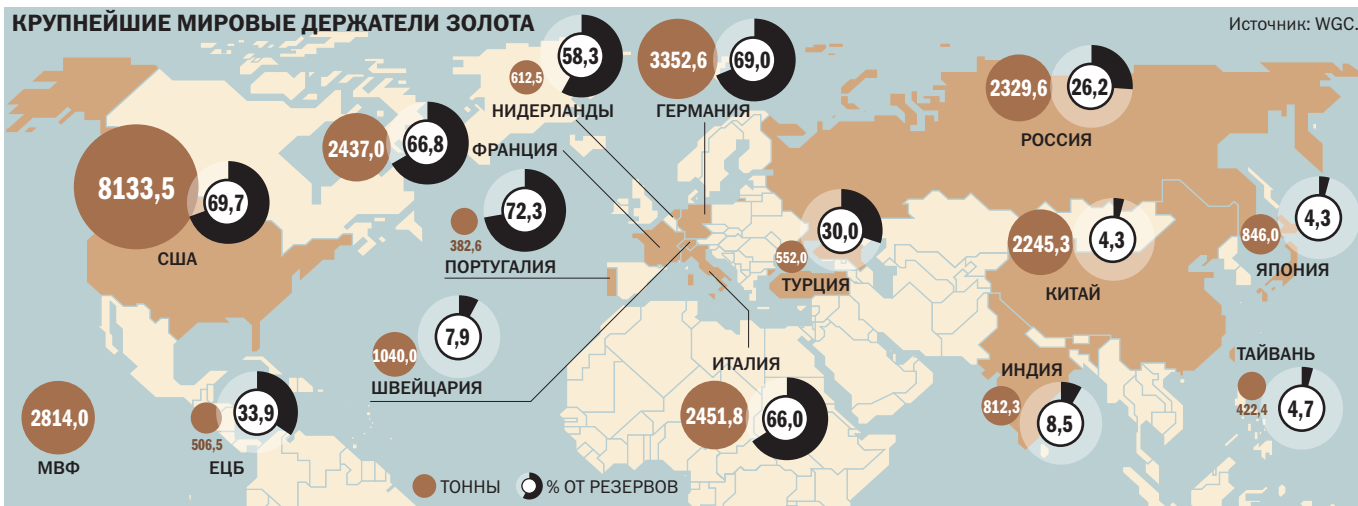 КРУПНЕЙШИЕ МИРОВЫЕ ДЕРЖАТЕЛИ ЗОЛОТА
Источник: WGC.
612,5
58,3
НИДЕРЛАНДЫ
3352,6
69,0
ГЕРМАНИЯ
2329,6
26,2
РОССИЯ
2437,0
66,8
ФРАНЦИЯ
8133,5
69,7
США
382,6
72,3
ПОРТУГАЛИЯ
552,0
30,0
ТУРЦИЯ
2245,3
4,3
КИТАЙ
846,0
4,3
ЯПОНИЯ
1040,0
7,9
ШВЕЙЦАРИЯ
ИТАЛИЯ
2451,8
66,0
ИНДИЯ
812,3
8,5
ТАЙВАНЬ
422,4
4,7
2814,0
МВФ
506,5
33,9
ЕЦБ
ТОННЫ
% ОТ РЕЗЕРВОВ